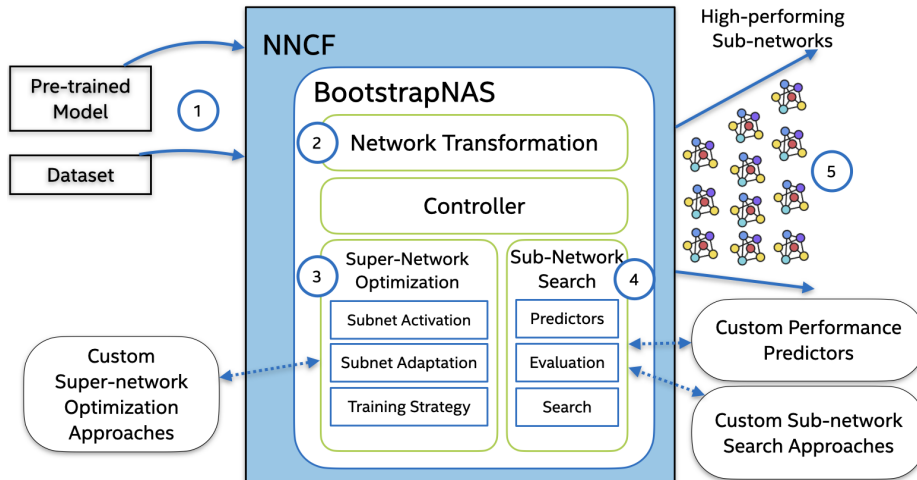 High-performing
Sub-networks
NNCF
Pre-trained
Model
1
Dataset
BootstrapNAS
2
Network Transformation
Controller
3
Super-Network
Optimization
Subnet Activation
Subnet Adaptation
Training Strategy
Sub-Network
Search
4
Predictors
Evaluation
Search
5
Custom
Super-network
Optimization
Approaches
Custom Performance
Predictors
Custom Sub-network
Search Approaches